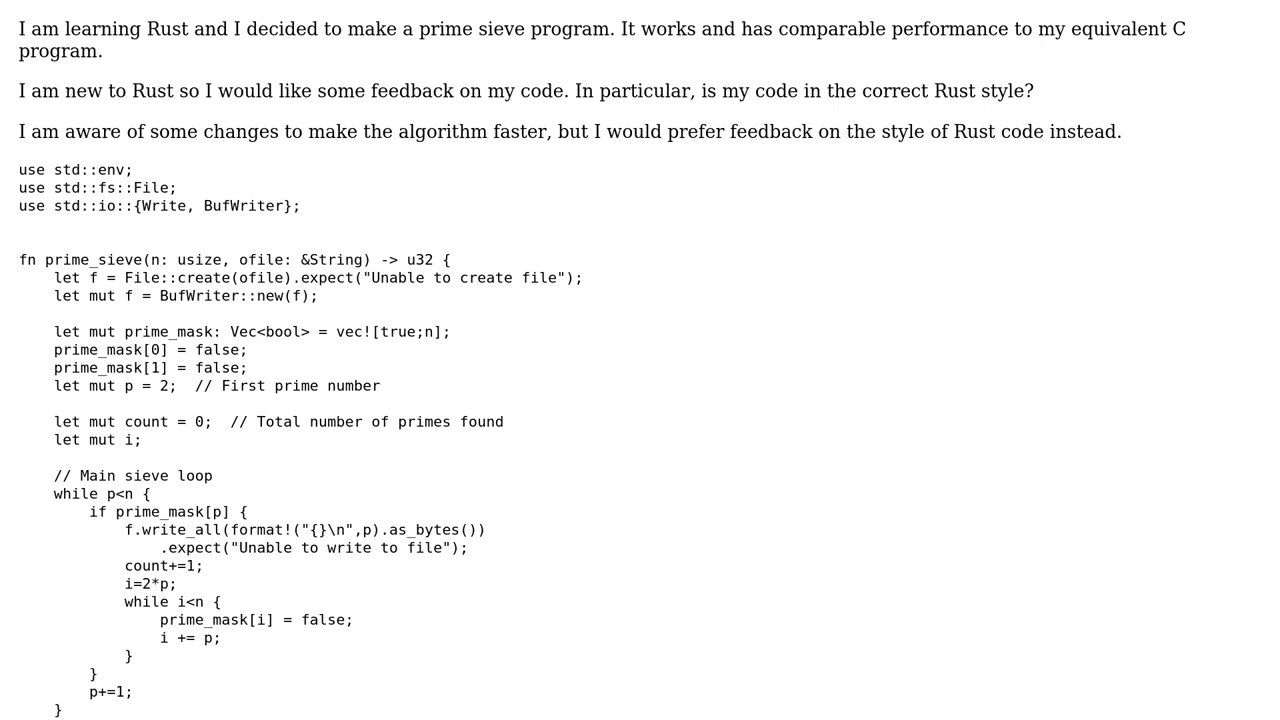 I am learning Rust and I decided to make a prime sieve program. It works and has comparable performance to my equivalent C
program.
I am new to Rust so I would like some feedback on my code. In particular, is my code in the correct Rust style?
I am aware of some changes to make the algorithm faster, but I would prefer feedback on the style of Rust code instead.
use std::env;
use std::fs::File;
use std::io::{Write, BufWriter};


fn prime_sieve(n: usize, ofile: &String) -> u32 {
    let f = File::create(ofile).expect("Unable to create file");
    let mut f = BufWriter::new(f);

    let mut prime_mask: Vec<bool> = vec![true;n];
    prime_mask[0] = false;
    prime_mask[1] = false;
    let mut p = 2;  // First prime number

    let mut count = 0;  // Total number of primes found
    let mut i;

    // Main sieve loop
    while p<n {
        if prime_mask[p] {
            f.write_all(format!("{}\n",p).as_bytes())
                .expect("Unable to write to file");
            count+=1;
            i=2*p;
            while i<n {
                prime_mask[i] = false;
                i += p;
            }
        }
        p+=1;
    }